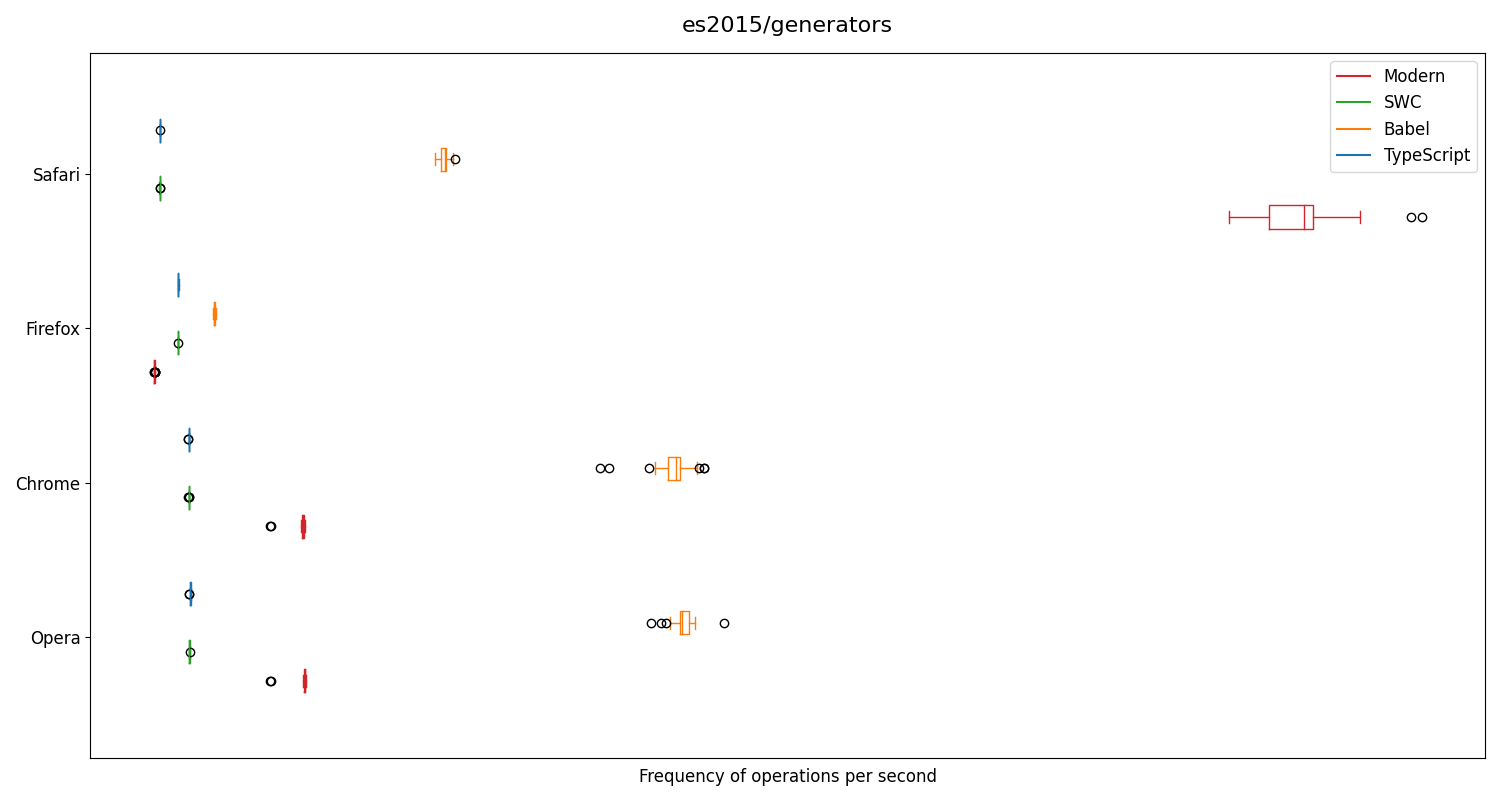 es2015/generators
Modern
SWC
Babel
TypeScript
Safari
Firefox
Chrome
Opera
Frequency of operations per second